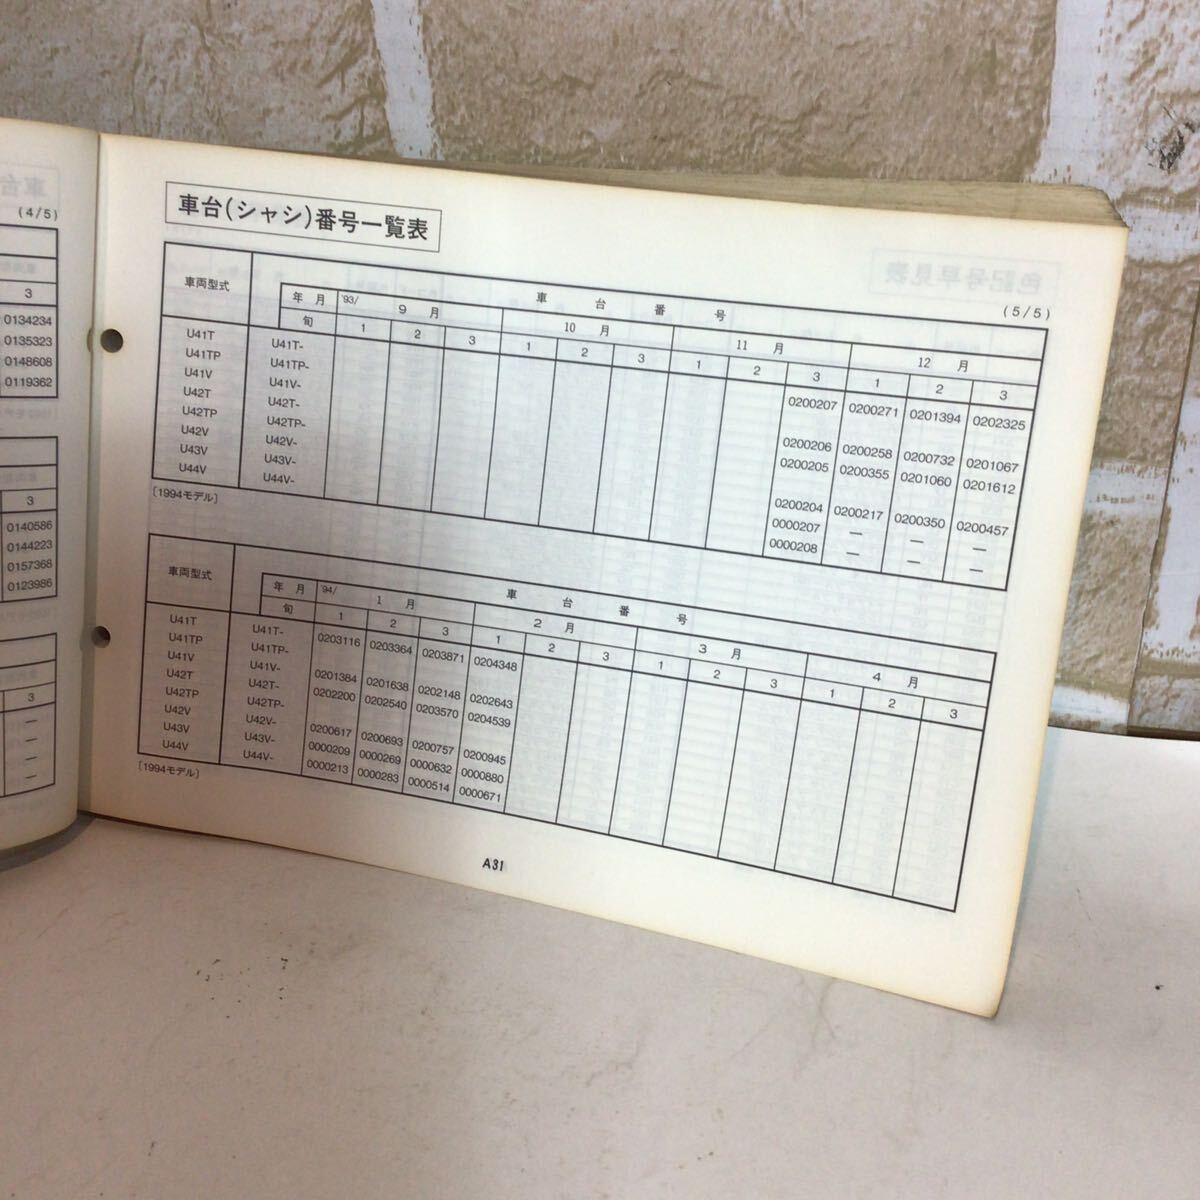 (4/5)
3
0134234
0135323
0148608
0119362
3
0140586
0144223
0157368
0123986
3
—
—
—
—
車台(シャシ)番号一覧表
(5/5)
車両型式 車台番号
年月 '93/ 9月 10月 11月 12月
旬 1 2 3 1 2 3 1 2 3 1 2 3
U41T U41T- 0200207 0200271 0201394 0202325
U41TP U41TP-
U41V U41V- 0200206 0200258 0200732 0201067
U42T U42T- 0200205 0200355 0201060 0201612
U42TP U42TP-
U42V U42V- 0200204 0200217 0200350 0200457
U43V U43V- 0000207 — — —
U44V U44V- 0000208 — — —
〔1994モデル〕
車両型式 車台番号
年月 '94/ 1月 2月 3月 4月
旬 1 2 3 1 2 3 1 2 3 1 2 3
U41T U41T- 0203116 0203364 0203871 0204348
U41TP U41TP-
U41V U41V- 0201384 0201638 0202148 0202643
U42T U42T- 0202200 0202540 0203570 0204539
U42TP U42TP-
U42V U42V- 0200617 0200693 0200757 0200945
U43V U43V- 0000209 0000269 0000632 0000880
U44V U44V- 0000213 0000283 0000514 0000671
〔1994モデル〕
A31